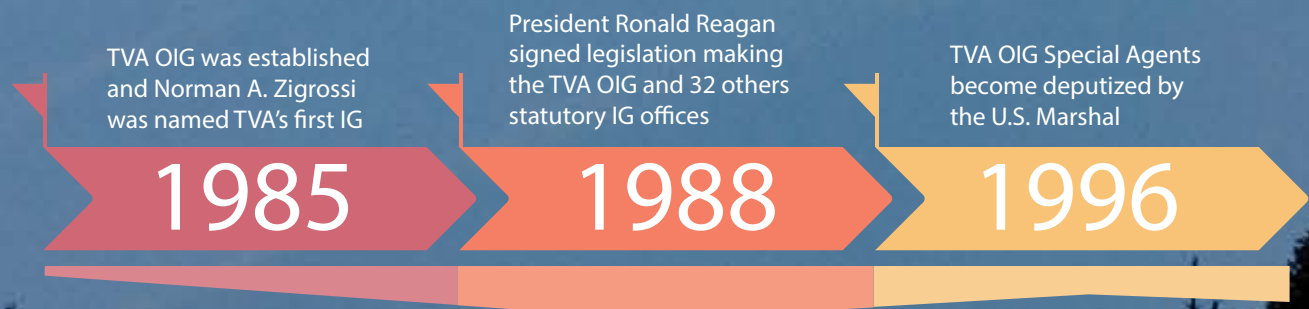 TVA OIG was established
and Norman A. Zigrossi
was named TVA's first IG
1985
President Ronald Reagan
signed legislation making
the TVA OIG and 32 others
statutory IG offices
1988
TVA OIG Special Agents
become deputized by
the U.S. Marshal
1996